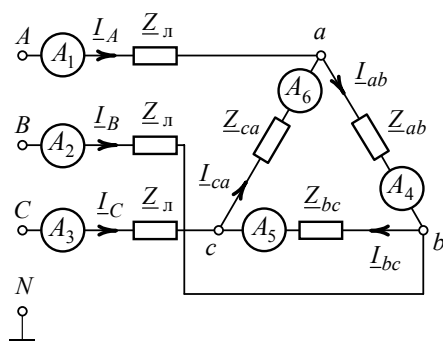 a
A
A₁
I_A
Z_л
A₆
I_ab
Z_ca
Z_ab
B
A₂
I_B
Z_л
I_ca
A₄
C
A₃
I_C
Z_л
c
A₅
Z_bc
b
I_bc
N